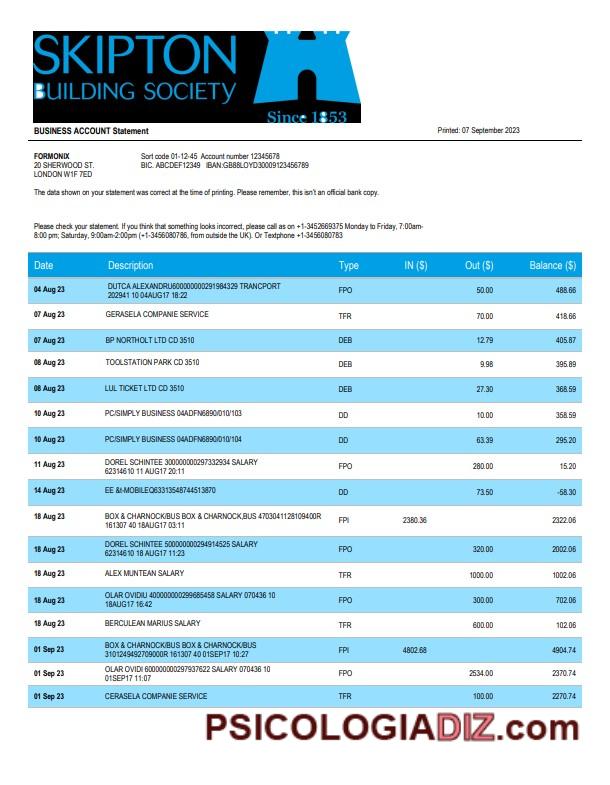 SKIPTON
BUILDING SOCIETY
Since 1853
BUSINESS ACCOUNT Statement Printed: 07 September 2023
FORMONIX Sort code 01-12-45 Account number 12345678
20 SHERWOOD ST. BIC. ABCDEF12349 IBAN:GB88LOYD30009123456789
LONDON W1F 7ED
The data shown on your statement was correct at the time of printing. Please remember, this isn't an official bank copy.
Please check your statement. If you think that something looks incorrect, please call as on +1-3452669375 Monday to Friday, 7:00am-
8:00 pm; Saturday, 9:00am-2:00pm (+1-3456080786, from outside the UK). Or Textphone +1-3456080783
Date Description Type IN ($) Out ($) Balance ($)
04 Aug 23 DUTCA ALEXANDRU600000000291984329 TRANCPORT
202941 10 04AUG17 18:22 FPO 50.00 488.66
07 Aug 23 GERASELA COMPANIE SERVICE TFR 70.00 418.66
07 Aug 23 BP NORTHOLT LTD CD 3510 DEB 12.79 405.87
08 Aug 23 TOOLSTATION PARK CD 3510 DEB 9.98 395.89
08 Aug 23 LUL TICKET LTD CD 3510 DEB 27.30 368.59
10 Aug 23 PC/SIMPLY BUSINESS 04ADFN6890/010/103 DD 10.00 358.59
10 Aug 23 PC/SIMPLY BUSINESS 04ADFN6890/010/104 DD 63.39 295.20
11 Aug 23 DOREL SCHINTEE 300000000297332934 SALARY
62314610 11 AUG17 20:11 FPO 280.00 15.20
14 Aug 23 EE &t-MOBILEQ63313548744513870 DD 73.50 -58.30
18 Aug 23 BOX & CHARNOCK/BUS BOX & CHARNOCK,BUS 4703041128109400R
161307 40 18AUG17 03:11 FPI 2380.36 2322.06
18 Aug 23 DOREL SCHINTEE 500000000294914525 SALARY
62314610 18 AUG17 11:23 FPO 320.00 2002.06
18 Aug 23 ALEX MUNTEAN SALARY TFR 1000.00 1002.06
18 Aug 23 OLAR OVIDIU 400000000299685458 SALARY 070436 10
18AUG17 16:42 FPO 300.00 702.06
18 Aug 23 BERCULEAN MARIUS SALARY TFR 600.00 102.06
01 Sep 23 BOX & CHARNOCK/BUS BOX & CHARNOCK/BUS
3101249492709000R 161307 40 01SEP17 10:27 FPI 4802.68 4904.74
01 Sep 23 OLAR OVIDI 600000000297937622 SALARY 070436 10
01SEP17 11:07 FPO 2534.00 2370.74
01 Sep 23 CERASELA COMPANIE SERVICE TFR 100.00 2270.74
PSICOLOGIADIZ.com